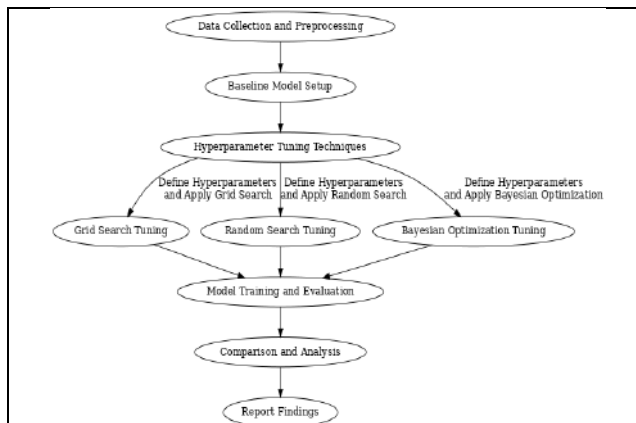 Data Collection and Preprocessing
Baseline Model Setup
Hyperparameter Tuning Techniques
Define Hyperparameters
and Apply Grid Search
Define Hyperparameters
and Apply Random Search
Define Hyperparameters
and Apply Bayesian Optimization
Grid Search Tuning
Random Search Tuning
Bayesian Optimization Tuning
Model Training and Evaluation
Comparison and Analysis
Report Findings